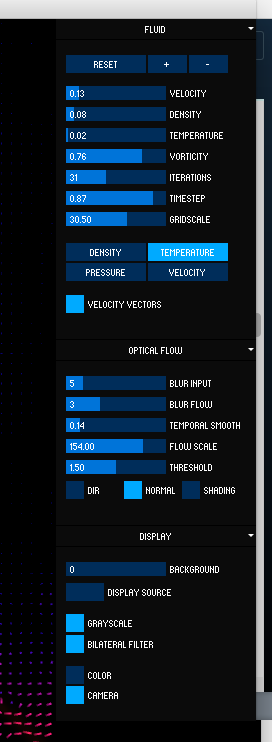 FLUID
RESET + -
0.13 VELOCITY
0.08 DENSITY
0.02 TEMPERATURE
0.76 VORTICITY
31 ITERATIONS
0.87 TIMESTEP
30.50 GRIDSCALE
DENSITY TEMPERATURE
PRESSURE VELOCITY
VELOCITY VECTORS
OPTICAL FLOW
5 BLUR INPUT
3 BLUR FLOW
0.14 TEMPORAL SMOOTH
154.00 FLOW SCALE
1.50 THRESHOLD
DIR NORMAL SHADING
DISPLAY
0 BACKGROUND
DISPLAY SOURCE
GRAYSCALE
BILATERAL FILTER
COLOR
CAMERA